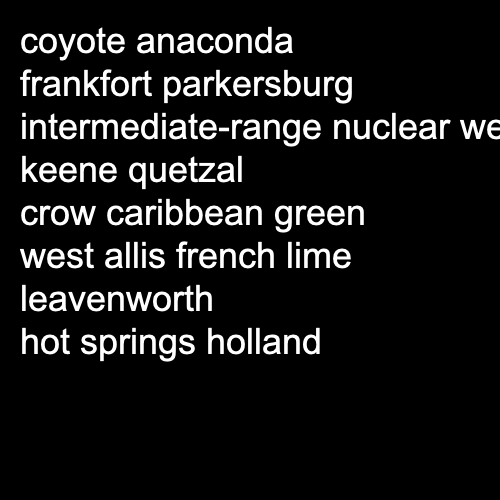 coyote anaconda
frankfort parkersburg
intermediate-range nuclear
keene quetzal
crow caribbean green
west allis french lime
leavenworth
hot springs holland